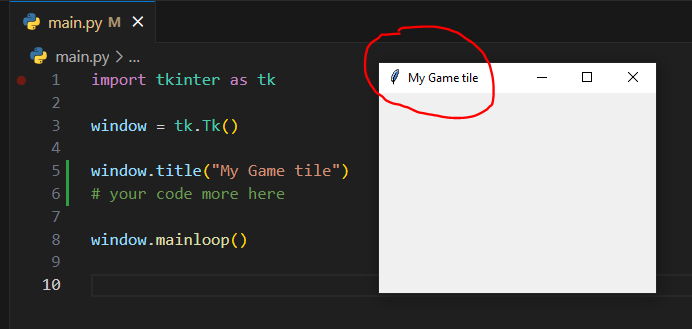 main.py M
main.py > ...
1 import tkinter as tk
2
3 window = tk.Tk()
4
5 window.title("My Game tile")
6 # your code more here
7
8 window.mainloop()
9
10
My Game tile